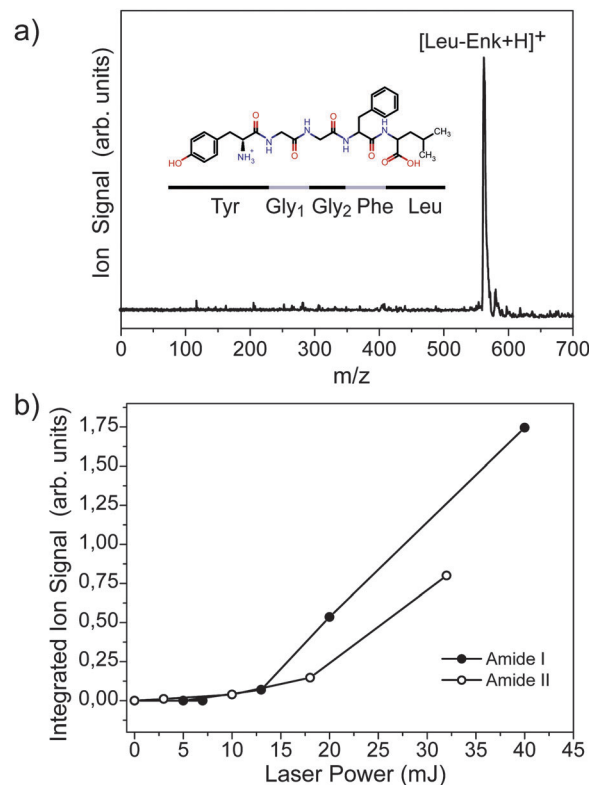 a)
[Leu-Enk+H]+
Ion Signal (arb. units)
O
H
N
O
CH3
HO
NH3+
N
H
O
N
H
O
N
H
O
OH
CH3
Tyr Gly1 Gly2 Phe Leu
0 100 200 300 400 500 600 700
m/z
b)
Integrated Ion Signal (arb. units)
1,75
1,50
1,25
1,00
0,75
0,50
0,25
0,00
Amide I
Amide II
0 5 10 15 20 25 30 35 40 45
Laser Power (mJ)